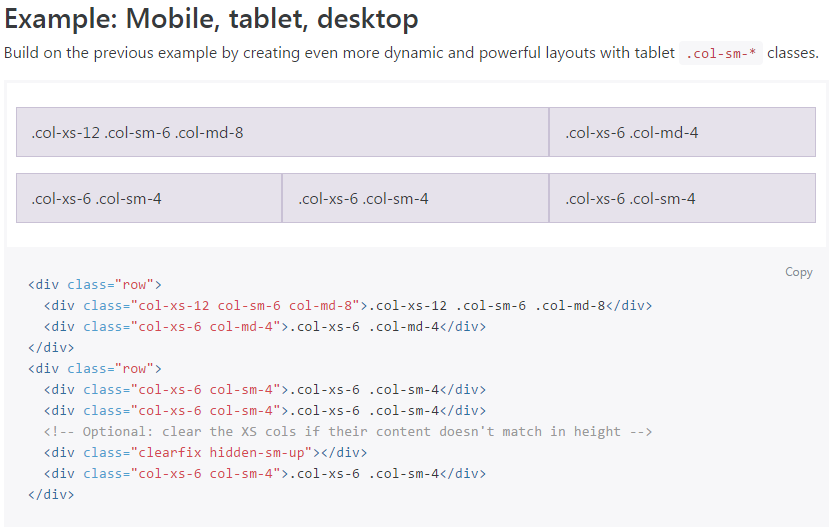 Example: Mobile, tablet, desktop
Build on the previous example by creating even more dynamic and powerful layouts with tablet .col-sm-* classes.
.col-xs-12 .col-sm-6 .col-md-8
.col-xs-6 .col-md-4
.col-xs-6 .col-sm-4
.col-xs-6 .col-sm-4
.col-xs-6 .col-sm-4
Copy
<div class="row">
  <div class="col-xs-12 col-sm-6 col-md-8">.col-xs-12 .col-sm-6 .col-md-8</div>
  <div class="col-xs-6 col-md-4">.col-xs-6 .col-md-4</div>
</div>
<div class="row">
  <div class="col-xs-6 col-sm-4">.col-xs-6 .col-sm-4</div>
  <div class="col-xs-6 col-sm-4">.col-xs-6 .col-sm-4</div>
  <!-- Optional: clear the XS cols if their content doesn't match in height -->
  <div class="clearfix hidden-sm-up"></div>
  <div class="col-xs-6 col-sm-4">.col-xs-6 .col-sm-4</div>
</div>